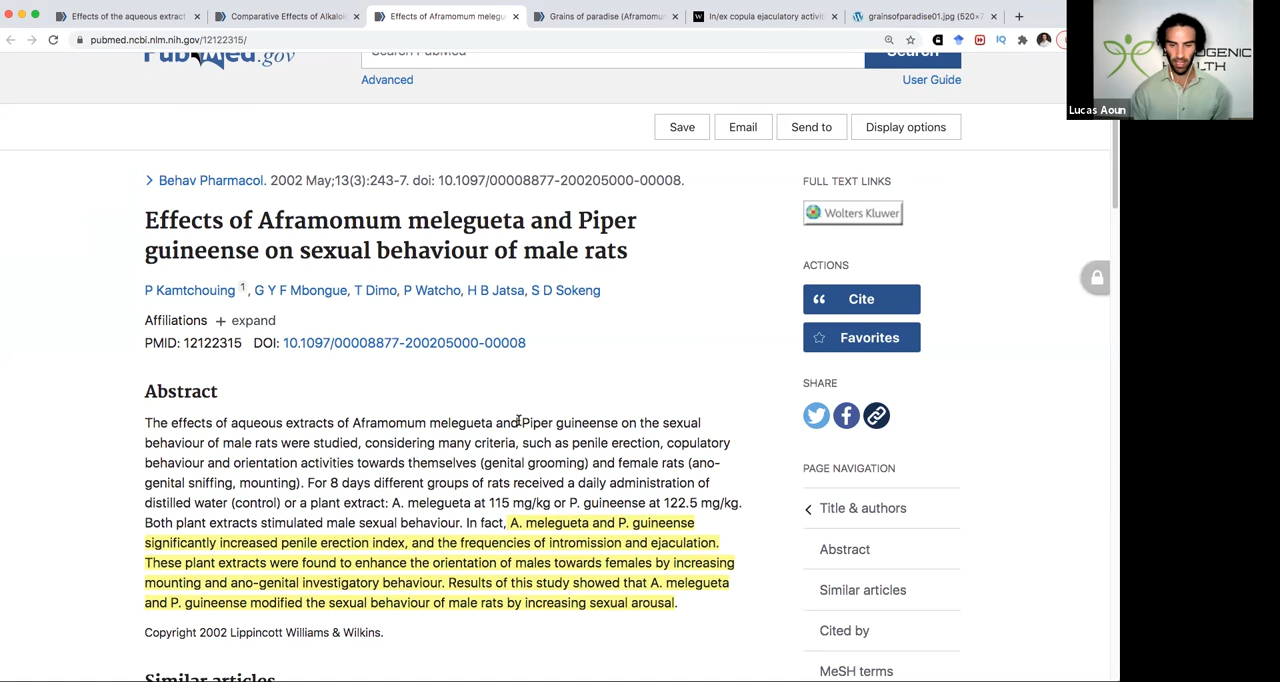 Effects of the aqueous extract
Comparative Effects of Alkaloi
Effects of Aframomum melegu
Grains of paradise (Aframomum
In/ex copula ejaculatory activit
grainsofparadise01.jpg (520×7
pubmed.ncbi.nlm.nih.gov/12122315/
IQ
Lucas Aoun
PubMed.gov
Search PubMed
Search
Advanced
User Guide
Save
Email
Send to
Display options
Behav Pharmacol. 2002 May;13(3):243-7. doi: 10.1097/00008877-200205000-00008.
Effects of Aframomum melegueta and Piper
guineense on sexual behaviour of male rats
P Kamtchouing 1, G Y F Mbongue, T Dimo, P Watcho, H B Jatsa, S D Sokeng
Affiliations + expand
PMID: 12122315 DOI: 10.1097/00008877-200205000-00008
Abstract
The effects of aqueous extracts of Aframomum melegueta and Piper guineense on the sexual
behaviour of male rats were studied, considering many criteria, such as penile erection, copulatory
behaviour and orientation activities towards themselves (genital grooming) and female rats (ano-
genital sniffing, mounting). For 8 days different groups of rats received a daily administration of
distilled water (control) or a plant extract: A. melegueta at 115 mg/kg or P. guineense at 122.5 mg/kg.
Both plant extracts stimulated male sexual behaviour. In fact, A. melegueta and P. guineense
significantly increased penile erection index, and the frequencies of intromission and ejaculation.
These plant extracts were found to enhance the orientation of males towards females by increasing
mounting and ano-genital investigatory behaviour. Results of this study showed that A. melegueta
and P. guineense modified the sexual behaviour of male rats by increasing sexual arousal.
Copyright 2002 Lippincott Williams & Wilkins.
Similar articles
FULL TEXT LINKS
Wolters Kluwer
ACTIONS
Cite
Favorites
SHARE
PAGE NAVIGATION
Title & authors
Abstract
Similar articles
Cited by
MeSH terms